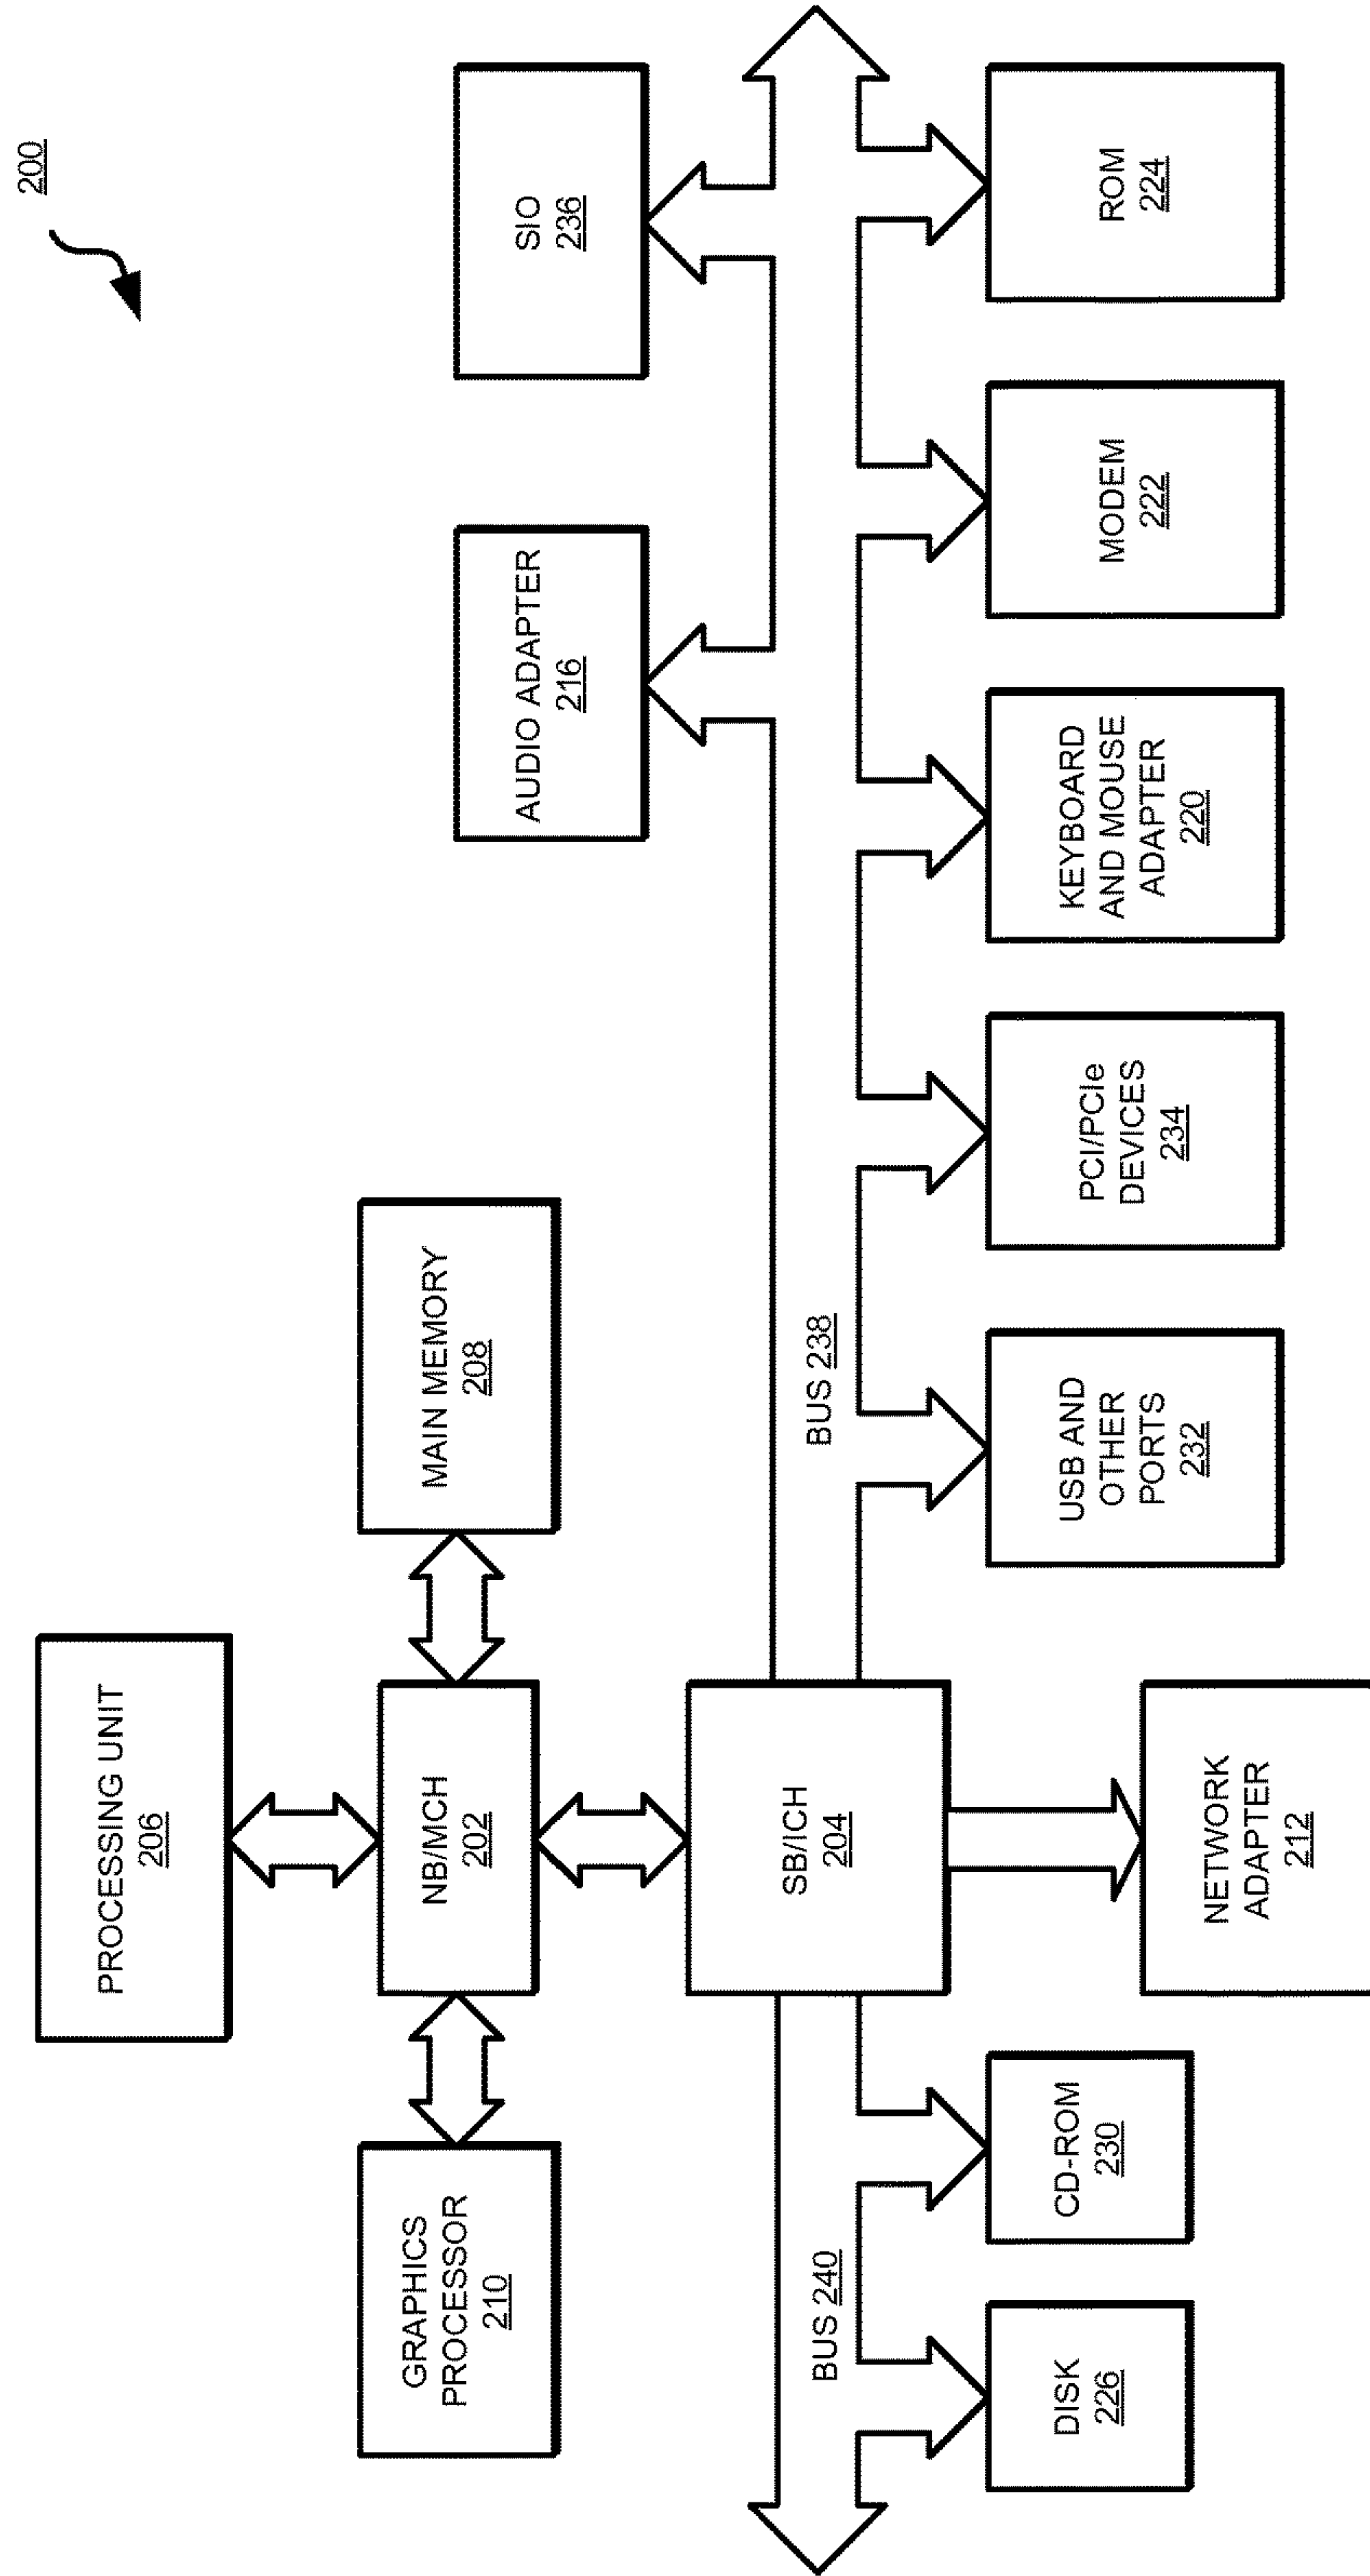 200
PROCESSING UNIT
206
GRAPHICS
PROCESSOR
210
NB/MCH
202
MAIN MEMORY
208
AUDIO ADAPTER
216
SIO
236
SB/ICH
204
BUS 240
BUS 238
DISK
226
CD-ROM
230
NETWORK
ADAPTER
212
USB AND
OTHER
PORTS
232
PCI/PCIe
DEVICES
234
KEYBOARD
AND MOUSE
ADAPTER
220
MODEM
222
ROM
224